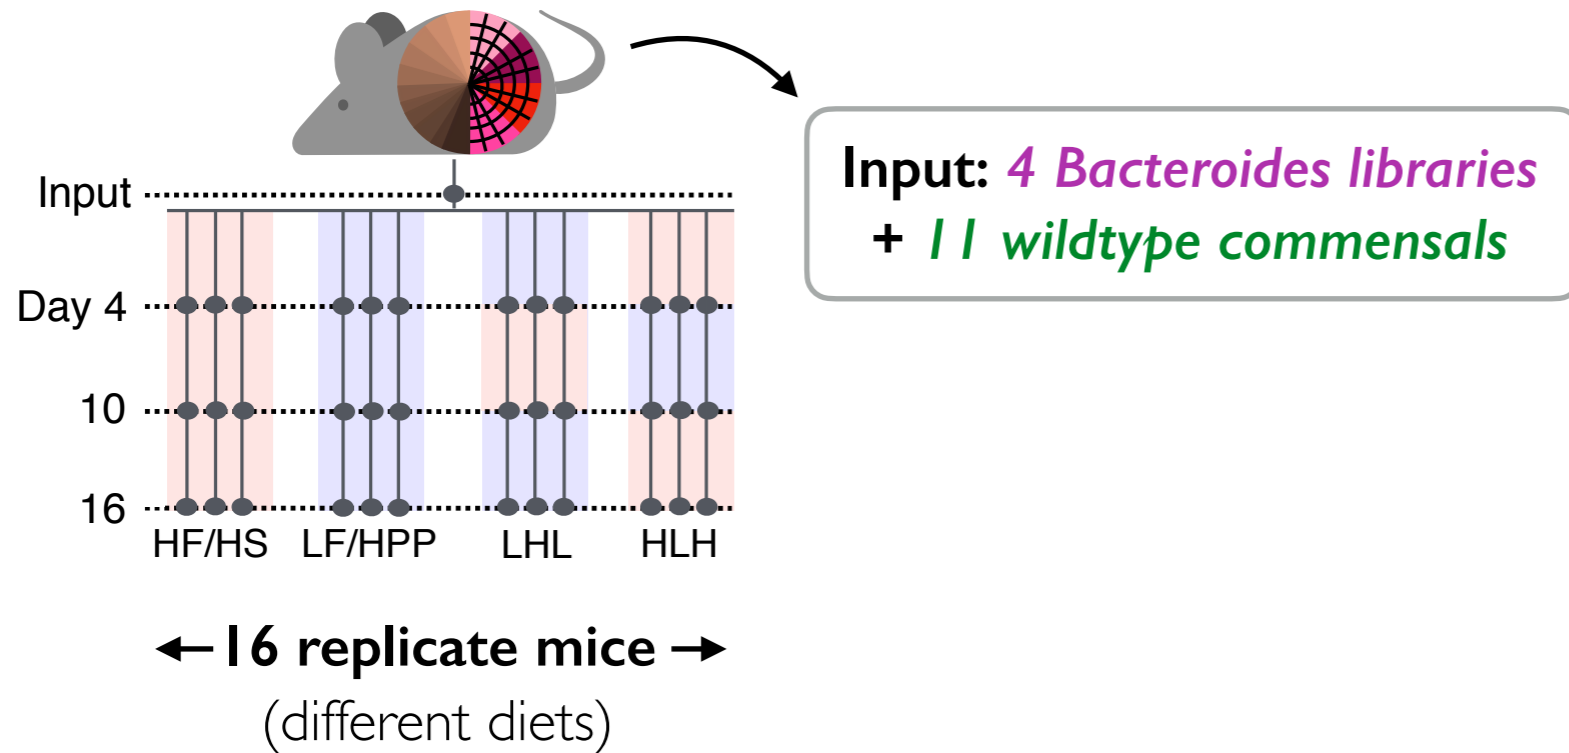 Input
Input: 4 Bacteroides libraries
+ 11 wildtype commensals
Day 4
10
16
HF/HS LF/HPP LHL HLH
←16 replicate mice→
(different diets)